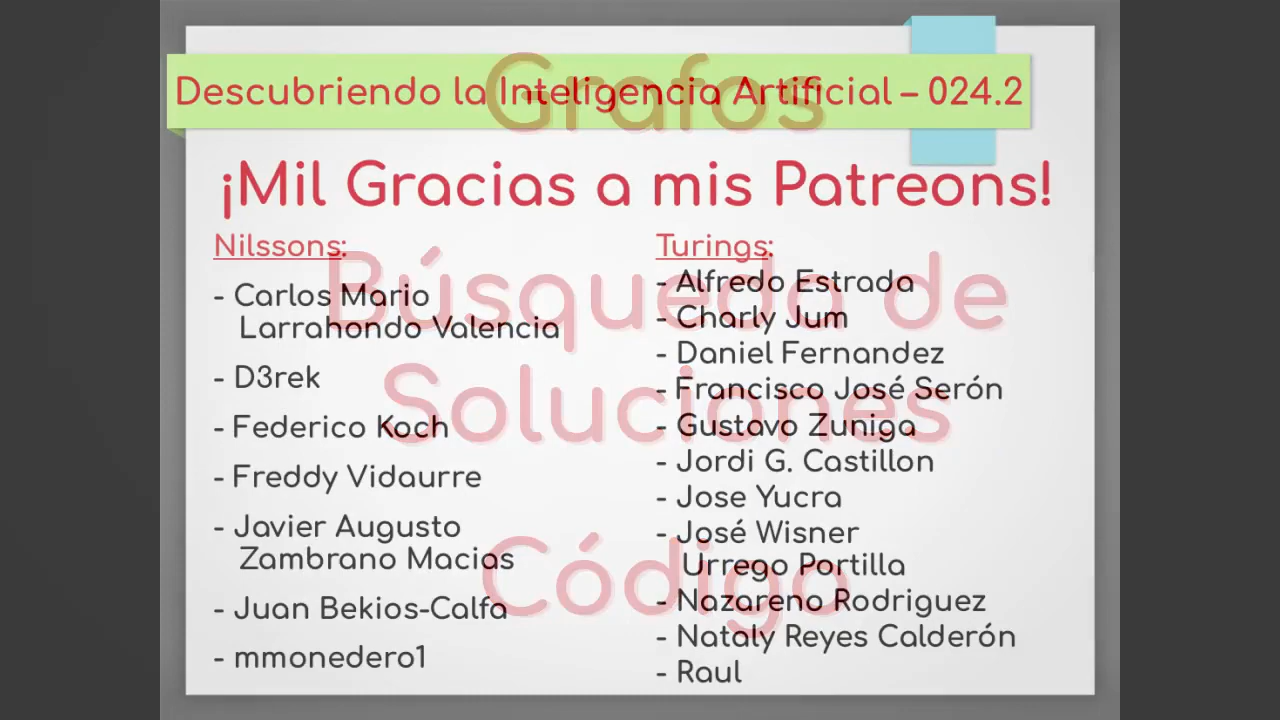 Descubriendo la Inteligencia Artificial – 024.2
Grafos
¡Mil Gracias a mis Patreons!
Nilssons:
- Carlos Mario
Larrahondo Valencia
- D3rek
- Federico Koch
- Freddy Vidaurre
- Javier Augusto
Zambrano Macias
- Juan Bekios-Calfa
- mmonedero1
Turings:
- Alfredo Estrada
- Charly Jum
- Daniel Fernandez
- Francisco José Serón
- Gustavo Zuniga
- Jordi G. Castillon
- Jose Yucra
- José Wisner
Urrego Portilla
- Nazareno Rodriguez
- Nataly Reyes Calderón
- Raul
Búsqueda de
Soluciones
Código